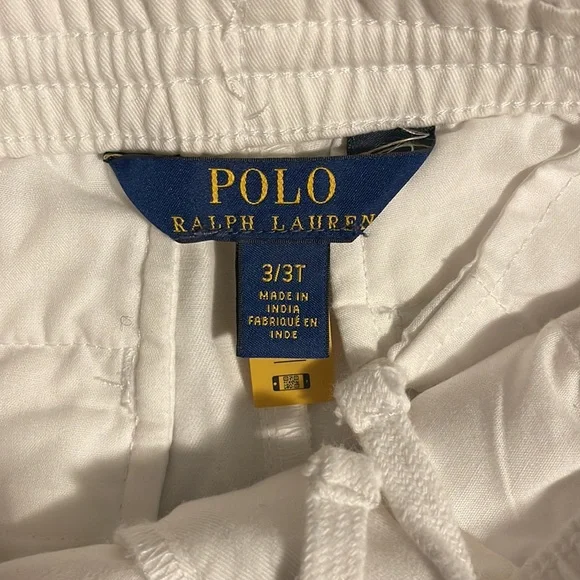 POLO
RALPH LAUREN
3/3T
MADE IN
INDIA
FABRIQUÉ EN
INDE